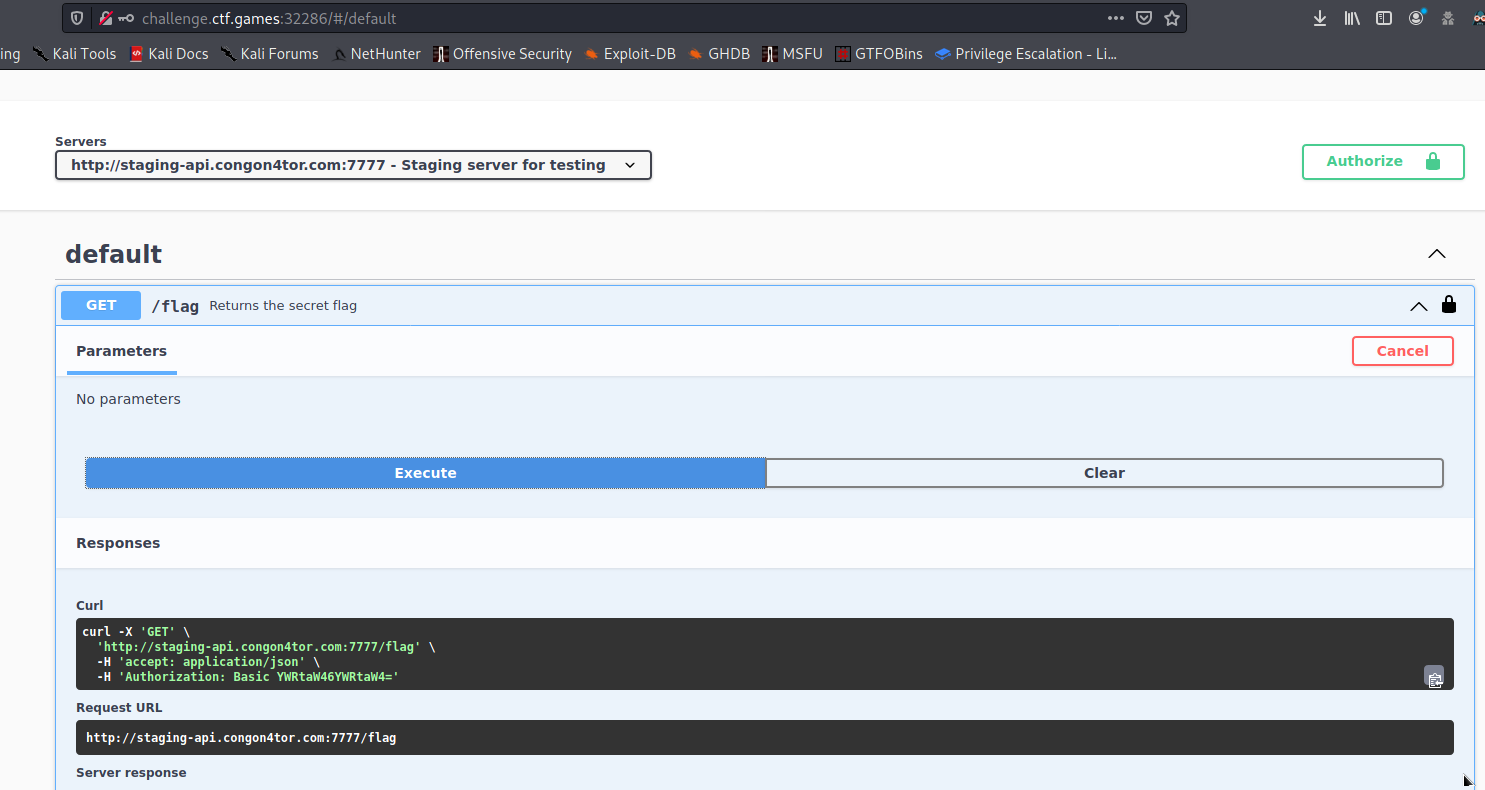 challenge.ctf.games:32286/#/default
ing Kali Tools Kali Docs Kali Forums NetHunter Offensive Security Exploit-DB GHDB MSFU GTFOBins Privilege Escalation - Li...
Servers
http://staging-api.congon4tor.com:7777 - Staging server for testing
Authorize
default
GET /flag Returns the secret flag
Parameters
Cancel
No parameters
Execute
Clear
Responses
Curl
curl -X 'GET' \
'http://staging-api.congon4tor.com:7777/flag' \
-H 'accept: application/json' \
-H 'Authorization: Basic YWRtaW46YWRtaW4='
Request URL
http://staging-api.congon4tor.com:7777/flag
Server response